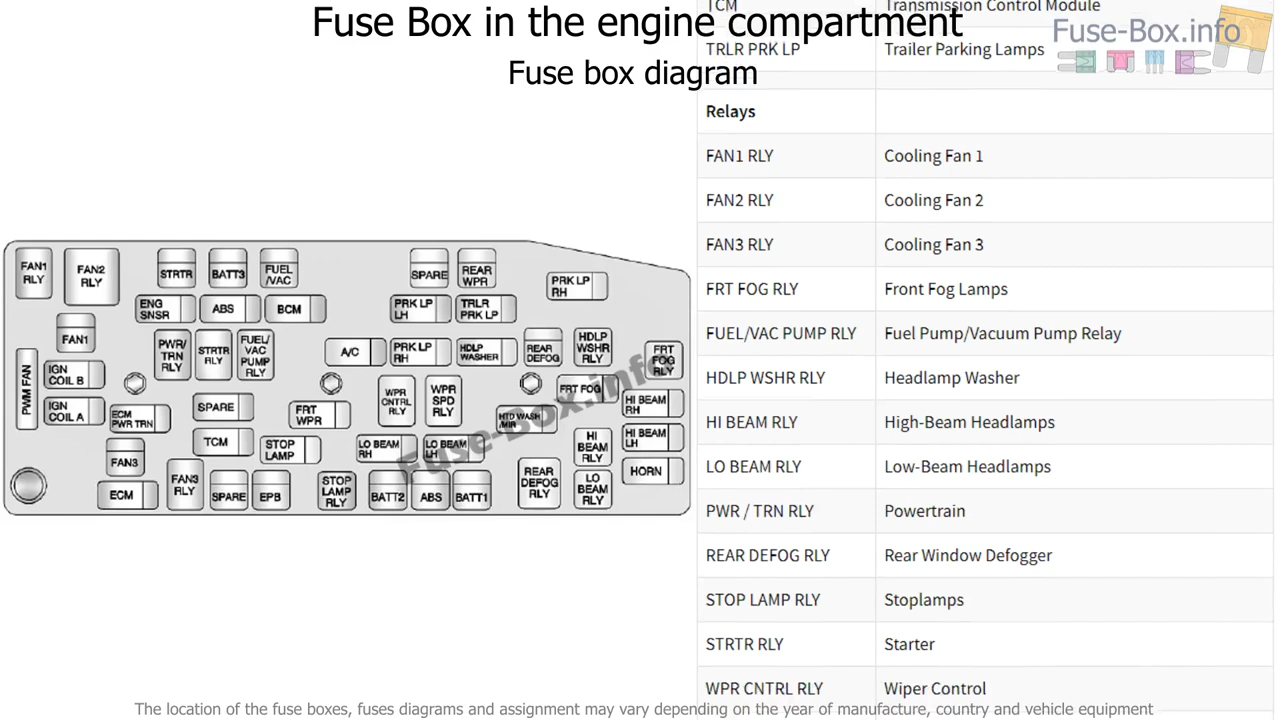 Fuse Box in the engine compartment
Fuse box diagram
Fuse-Box.info
TCM Transmission Control Module
TRLR PRK LP Trailer Parking Lamps
Relays
FAN1 RLY Cooling Fan 1
FAN2 RLY Cooling Fan 2
FAN3 RLY Cooling Fan 3
FRT FOG RLY Front Fog Lamps
FUEL/VAC PUMP RLY Fuel Pump/Vacuum Pump Relay
HDLP WSHR RLY Headlamp Washer
HI BEAM RLY High-Beam Headlamps
LO BEAM RLY Low-Beam Headlamps
PWR / TRN RLY Powertrain
REAR DEFOG RLY Rear Window Defogger
STOP LAMP RLY Stoplamps
STRTR RLY Starter
WPR CNTRL RLY Wiper Control
FAN1
RLY
FAN2
RLY
STRTR
BATT3
FUEL
/VAC
SPARE
REAR
WPR
PRK LP
RH
ENG
SNSR
ABS
BCM
PRK LP
LH
TRLR
PRK LP
FAN1
PWR/
TRN
RLY
STRTR
RLY
FUEL/
VAC
PUMP
RLY
A/C
PRK LP
RH
HDLP
WASHER
REAR
DEFOG
HDLP
WSHR
RLY
FRT
FOG
RLY
PWM FAN
IGN
COIL B
IGN
COIL A
ECM
PWR TRN
SPARE
FRT
WPR
WPR
CNTRL
RLY
WPR
SPD
RLY
FRT FOG
HTD WASH
/MIR
HI BEAM
RH
HI BEAM
LH
TCM
STOP
LAMP
LO BEAM
RH
LO BEAM
LH
HI
BEAM
RLY
HORN
FAN3
ECM
FAN3
RLY
SPARE
EPB
STOP
LAMP
RLY
BATT2
ABS
BATT1
REAR
DEFOG
RLY
LO
BEAM
RLY
Fuse-Box.info
The location of the fuse boxes, fuses diagrams and assignment may vary depending on the year of manufacture, country and vehicle equipment